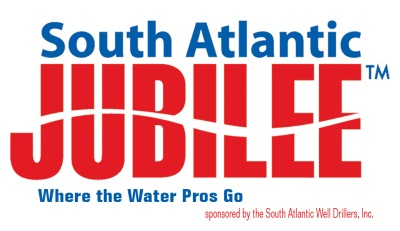 South Atlantic
JUBILEE™
Where the Water Pros Go
sponsored by the South Atlantic Well Drillers, Inc.